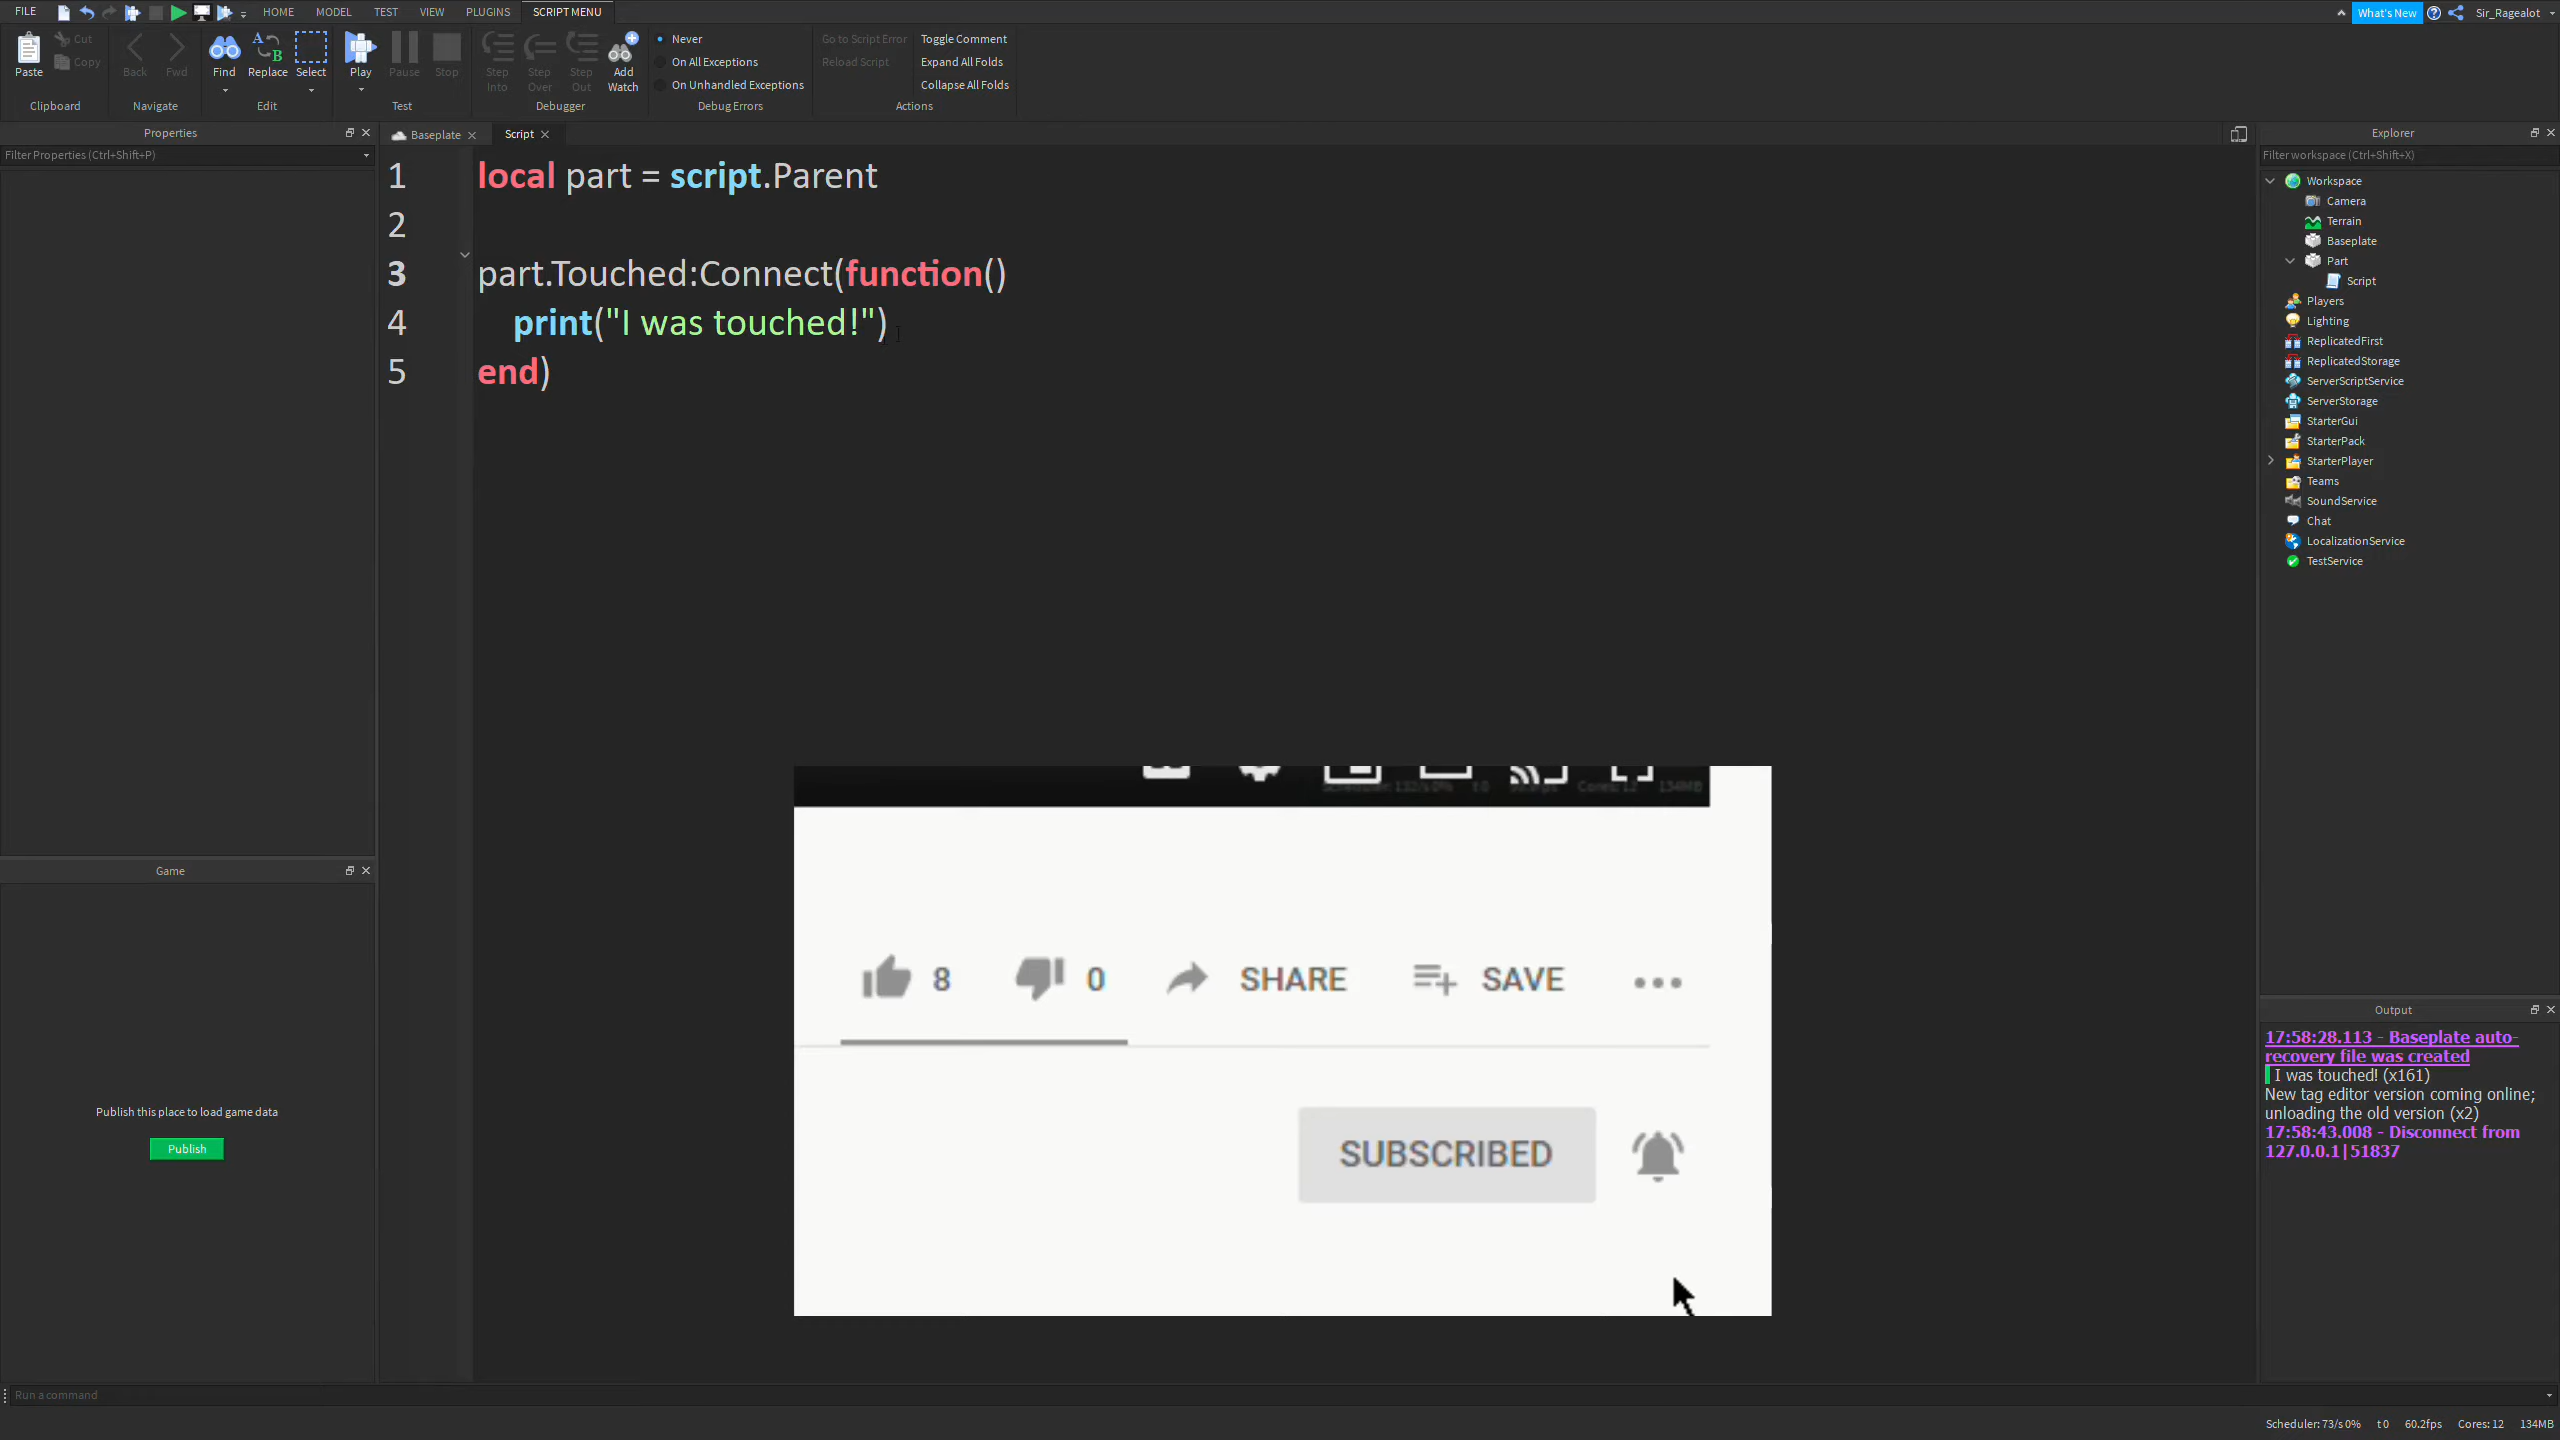 FILE HOME MODEL TEST VIEW PLUGINS SCRIPT MENU What's New Sir_Ragealot
Paste Cut Copy Clipboard
Back Fwd Navigate
Find Replace Select Edit
Play Pause Stop Test
Step Into Step Over Step Out Add Watch Debugger
Never
On All Exceptions
On Unhandled Exceptions
Debug Errors
Go to Script Error Toggle Comment
Reload Script Expand All Folds
Collapse All Folds
Actions
Properties
Filter Properties (Ctrl+Shift+P)
Baseplate Script
1 local part = script.Parent
2
3 part.Touched:Connect(function()
4 print("I was touched!")
5 end)
Explorer
Filter workspace (Ctrl+Shift+X)
Workspace
Camera
Terrain
Baseplate
Part
Script
Players
Lighting
ReplicatedFirst
ReplicatedStorage
ServerScriptService
ServerStorage
StarterGui
StarterPack
StarterPlayer
Teams
SoundService
Chat
LocalizationService
TestService
Game
Publish this place to load game data
Publish
8 0 SHARE SAVE
SUBSCRIBED
Output
17:58:28.113 - Baseplate auto-
recovery file was created
I was touched! (x161)
New tag editor version coming online;
unloading the old version (x2)
17:58:43.008 - Disconnect from
127.0.0.1|51837
Run a command
Scheduler: 73/s 0% t 0 60.2fps Cores: 12 134MB